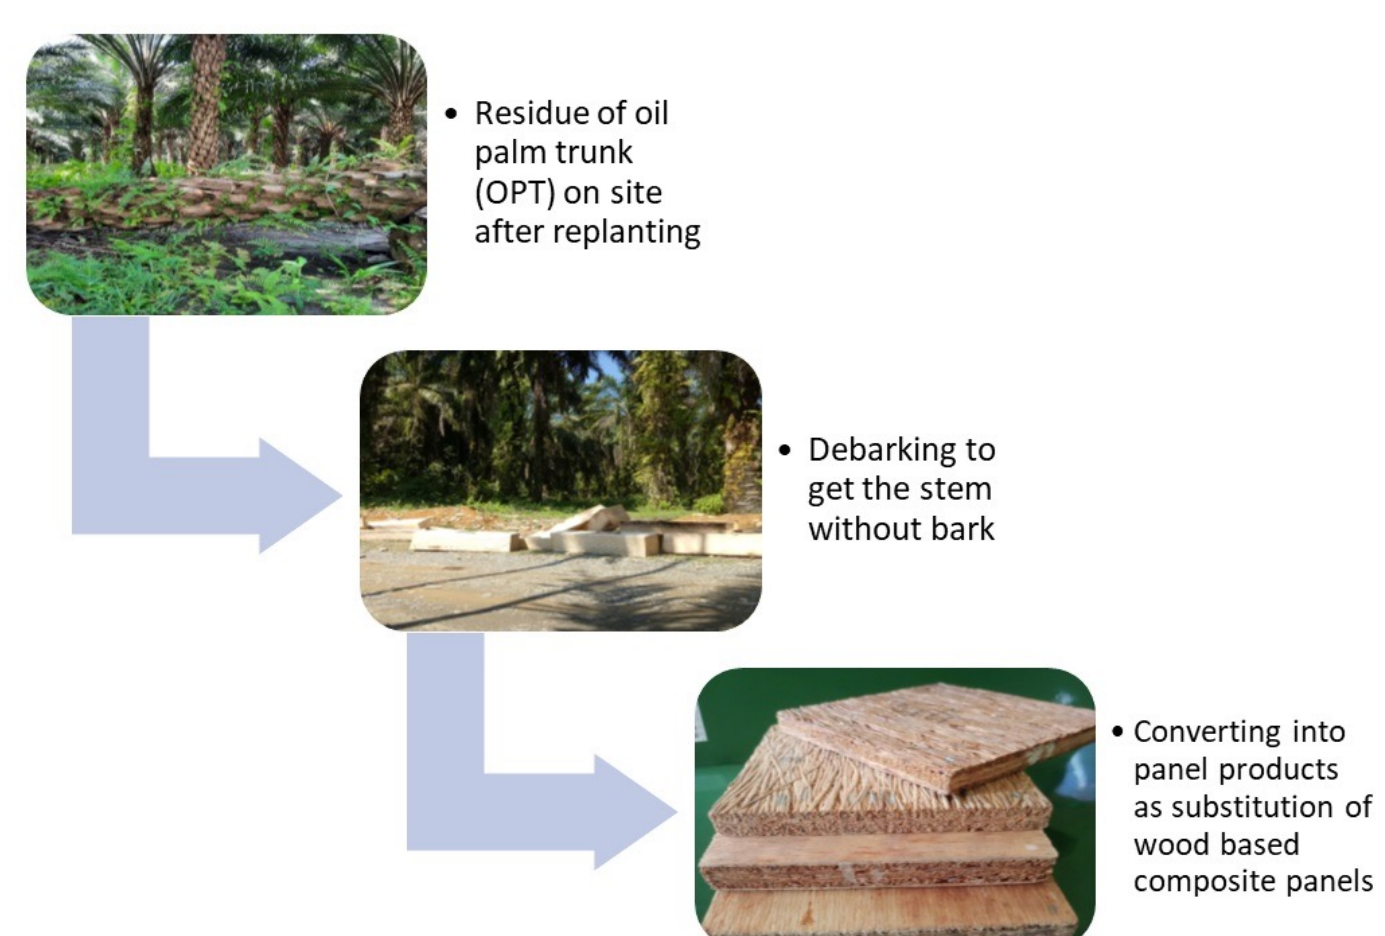 • Residue of oil
palm trunk
(OPT) on site
after replanting
• Debarking to
get the stem
without bark
• Converting into
panel products
as substitution of
wood based
composite panels